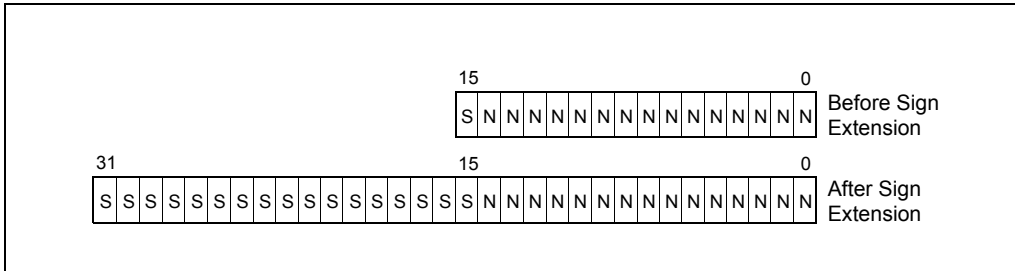 15 0
S N N N N N N N N N N N N N N N
Before Sign
Extension
31 15 0
S S S S S S S S S S S S S S S S S N N N N N N N N N N N N N N N
After Sign
Extension